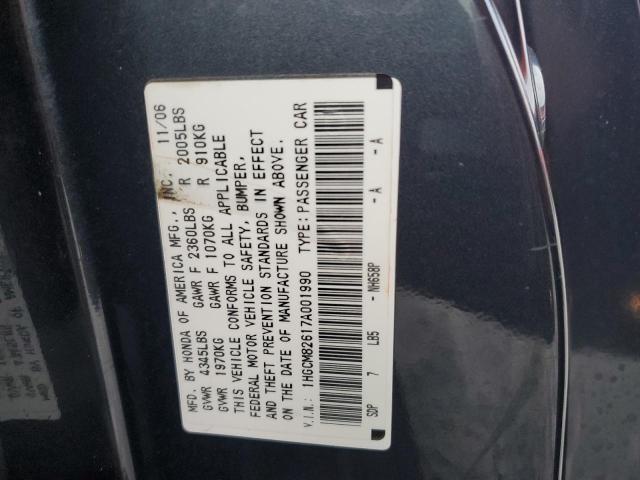 MFD. BY HONDA OF AMERICA MFG., INC. 11/06
GVWR 4345LBS GAWR F 2360LBS R 2005LBS
GVWR 1970KG GAWR F 1070KG R 910KG
THIS VEHICLE CONFORMS TO ALL APPLICABLE
FEDERAL MOTOR VEHICLE SAFETY, BUMPER,
AND THEFT PREVENTION STANDARDS IN EFFECT
ON THE DATE OF MANUFACTURE SHOWN ABOVE.
V.I.N.: 1HGCM82617A001990 TYPE: PASSENGER CAR
SDP 7 LB5 -NH658P -A -A